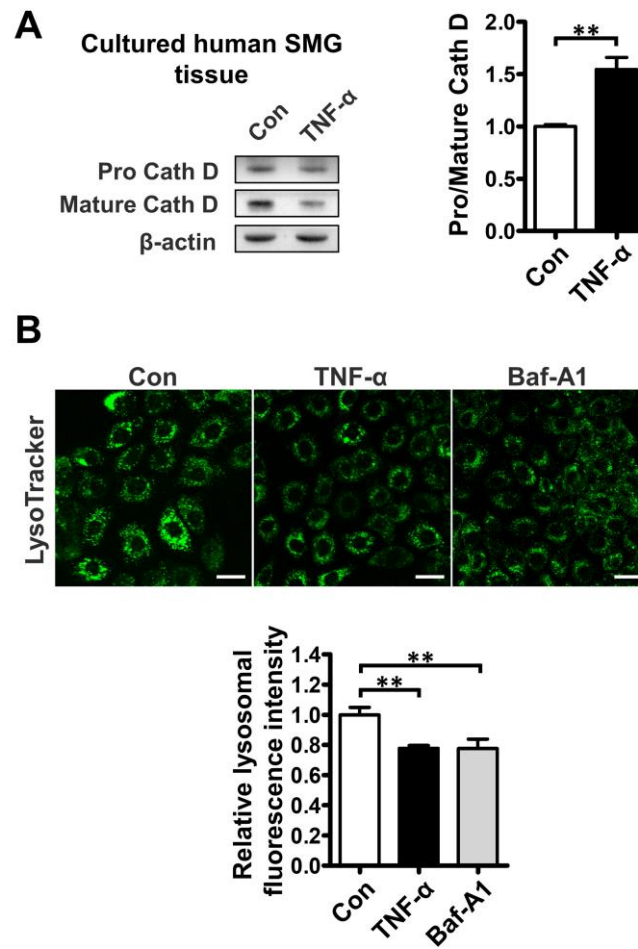 A
Cultured human SMG
tissue
Con TNF-α
Pro Cath D
Mature Cath D
β-actin
Pro/Mature Cath D
2.0
1.5
1.0
0.5
0.0
**
Con TNF-α
B
Con TNF-α Baf-A1
LysoTracker
Relative lysosomal
fluorescence intensity
1.4
1.2
1.0
0.8
0.6
0.4
0.2
0.0
**
**
Con TNF-α Baf-A1